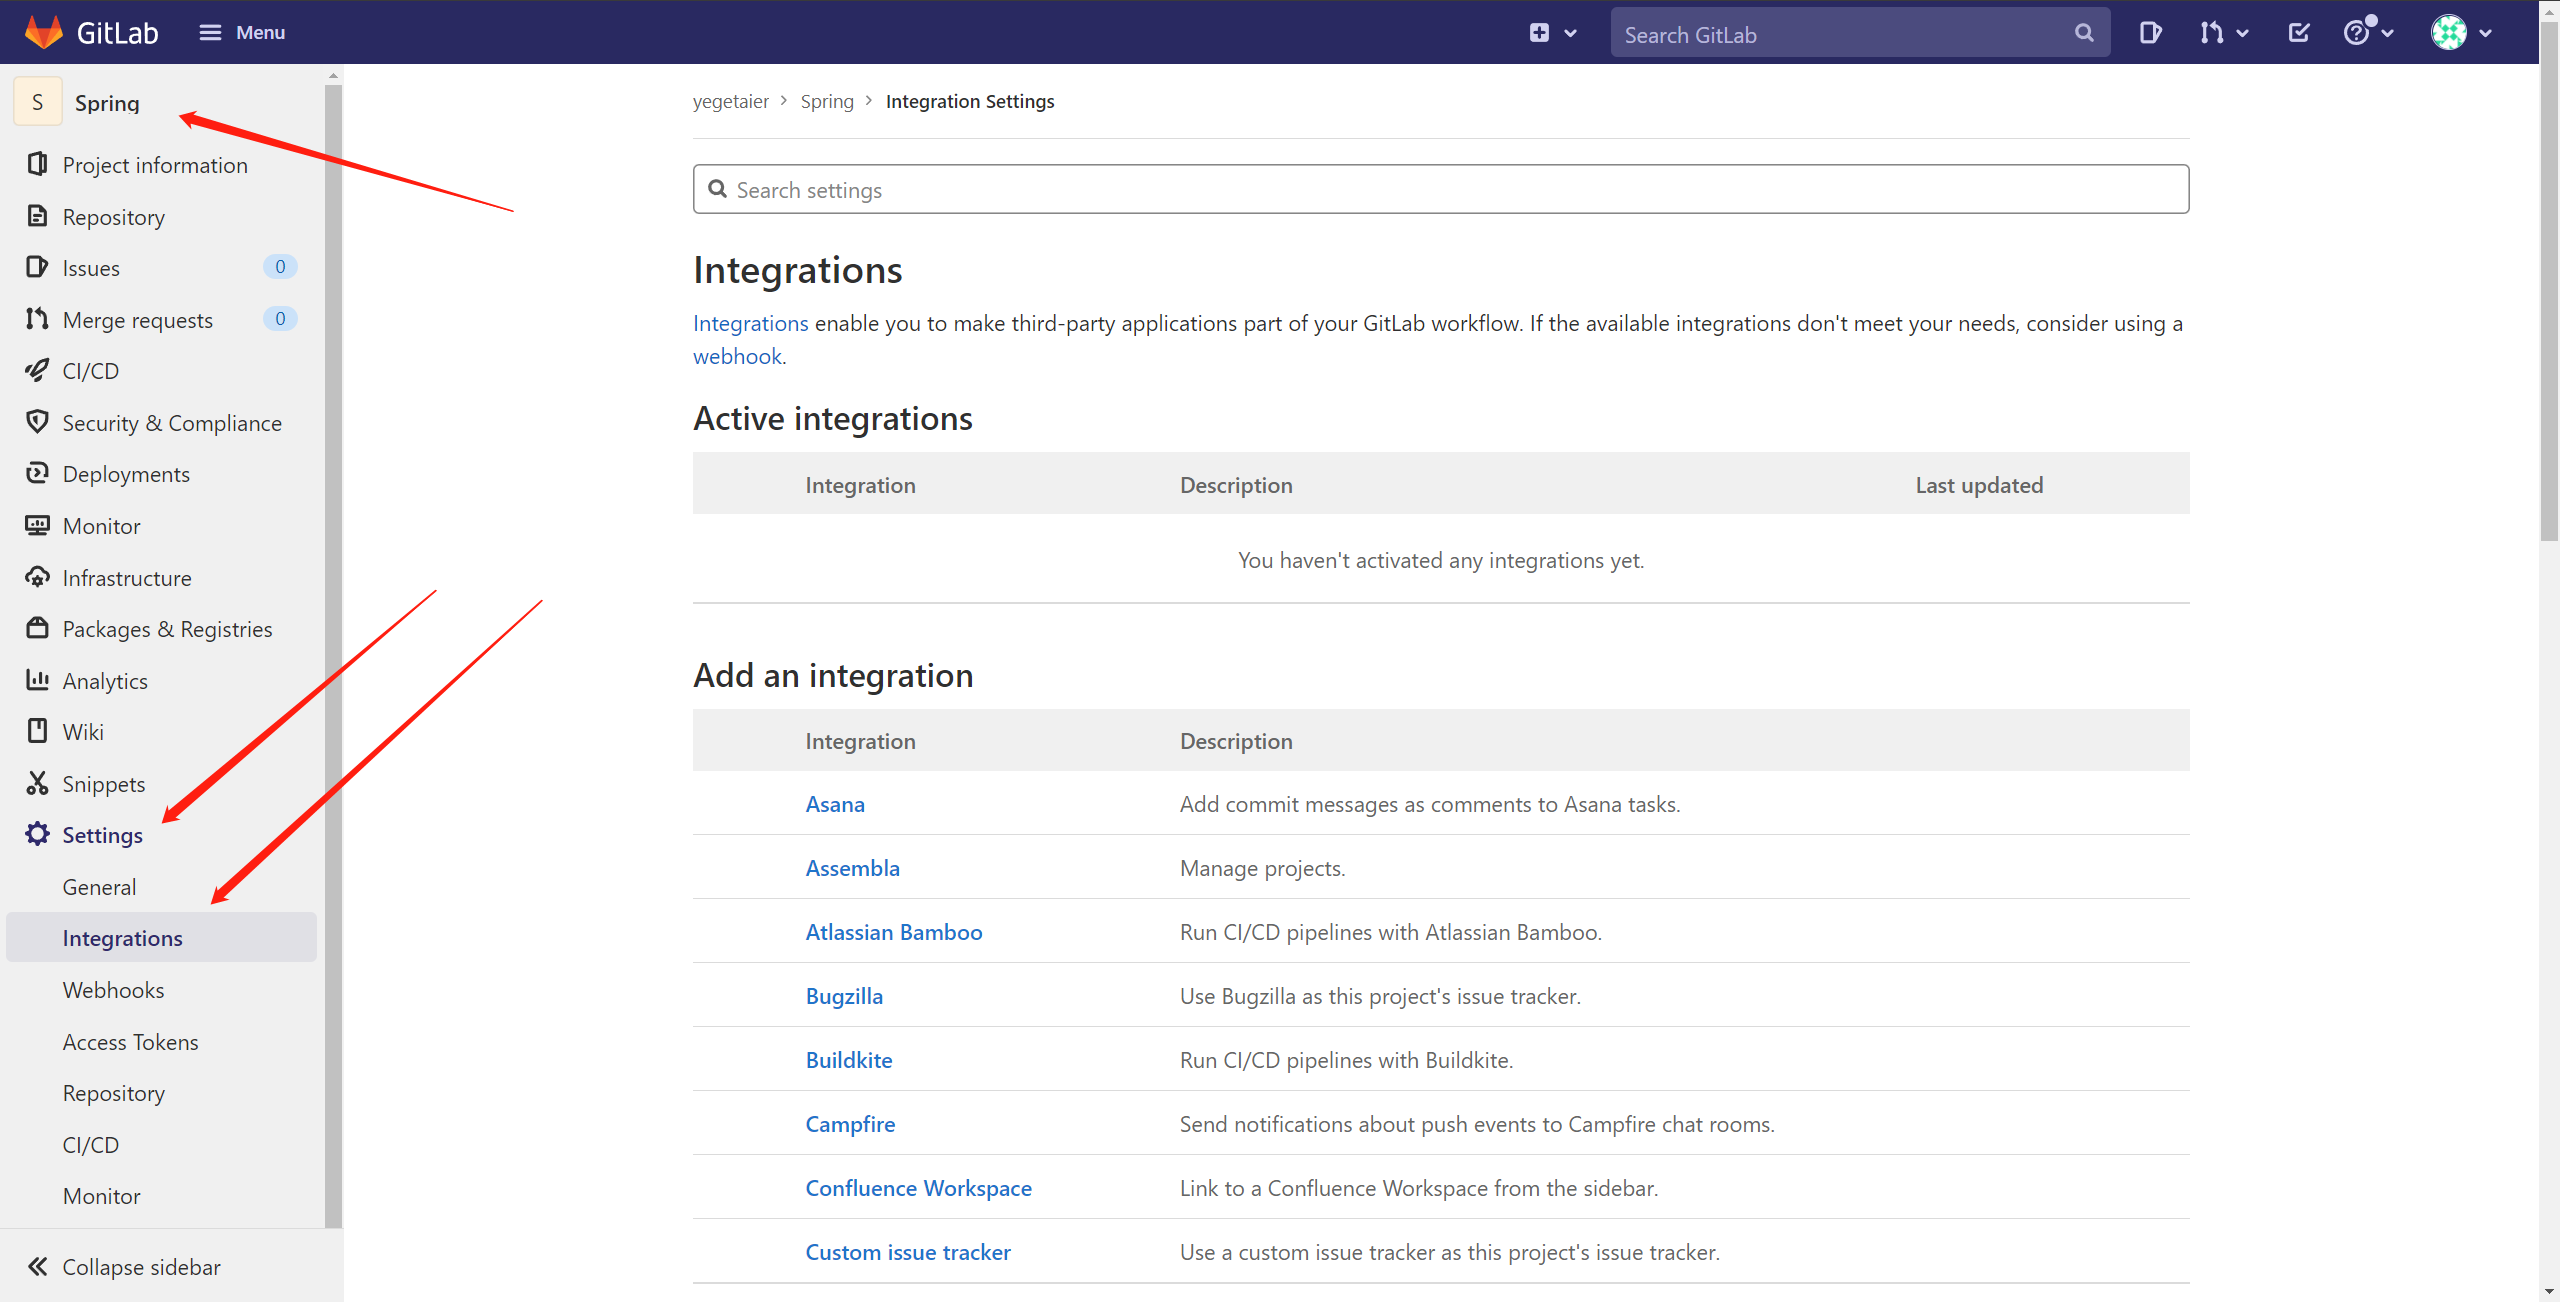 GitLab
Menu
Search GitLab
S
Spring
Project information
Repository
Issues 0
Merge requests 0
CI/CD
Security & Compliance
Deployments
Monitor
Infrastructure
Packages & Registries
Analytics
Wiki
Snippets
Settings
General
Integrations
Webhooks
Access Tokens
Repository
CI/CD
Monitor
Collapse sidebar
yegetaier > Spring > Integration Settings
Search settings
Integrations
Integrations enable you to make third-party applications part of your GitLab workflow. If the available integrations don't meet your needs, consider using a
webhook.
Active integrations
Integration Description Last updated
You haven't activated any integrations yet.
Add an integration
Integration Description
Asana Add commit messages as comments to Asana tasks.
Assembla Manage projects.
Atlassian Bamboo Run CI/CD pipelines with Atlassian Bamboo.
Bugzilla Use Bugzilla as this project's issue tracker.
Buildkite Run CI/CD pipelines with Buildkite.
Campfire Send notifications about push events to Campfire chat rooms.
Confluence Workspace Link to a Confluence Workspace from the sidebar.
Custom issue tracker Use a custom issue tracker as this project's issue tracker.